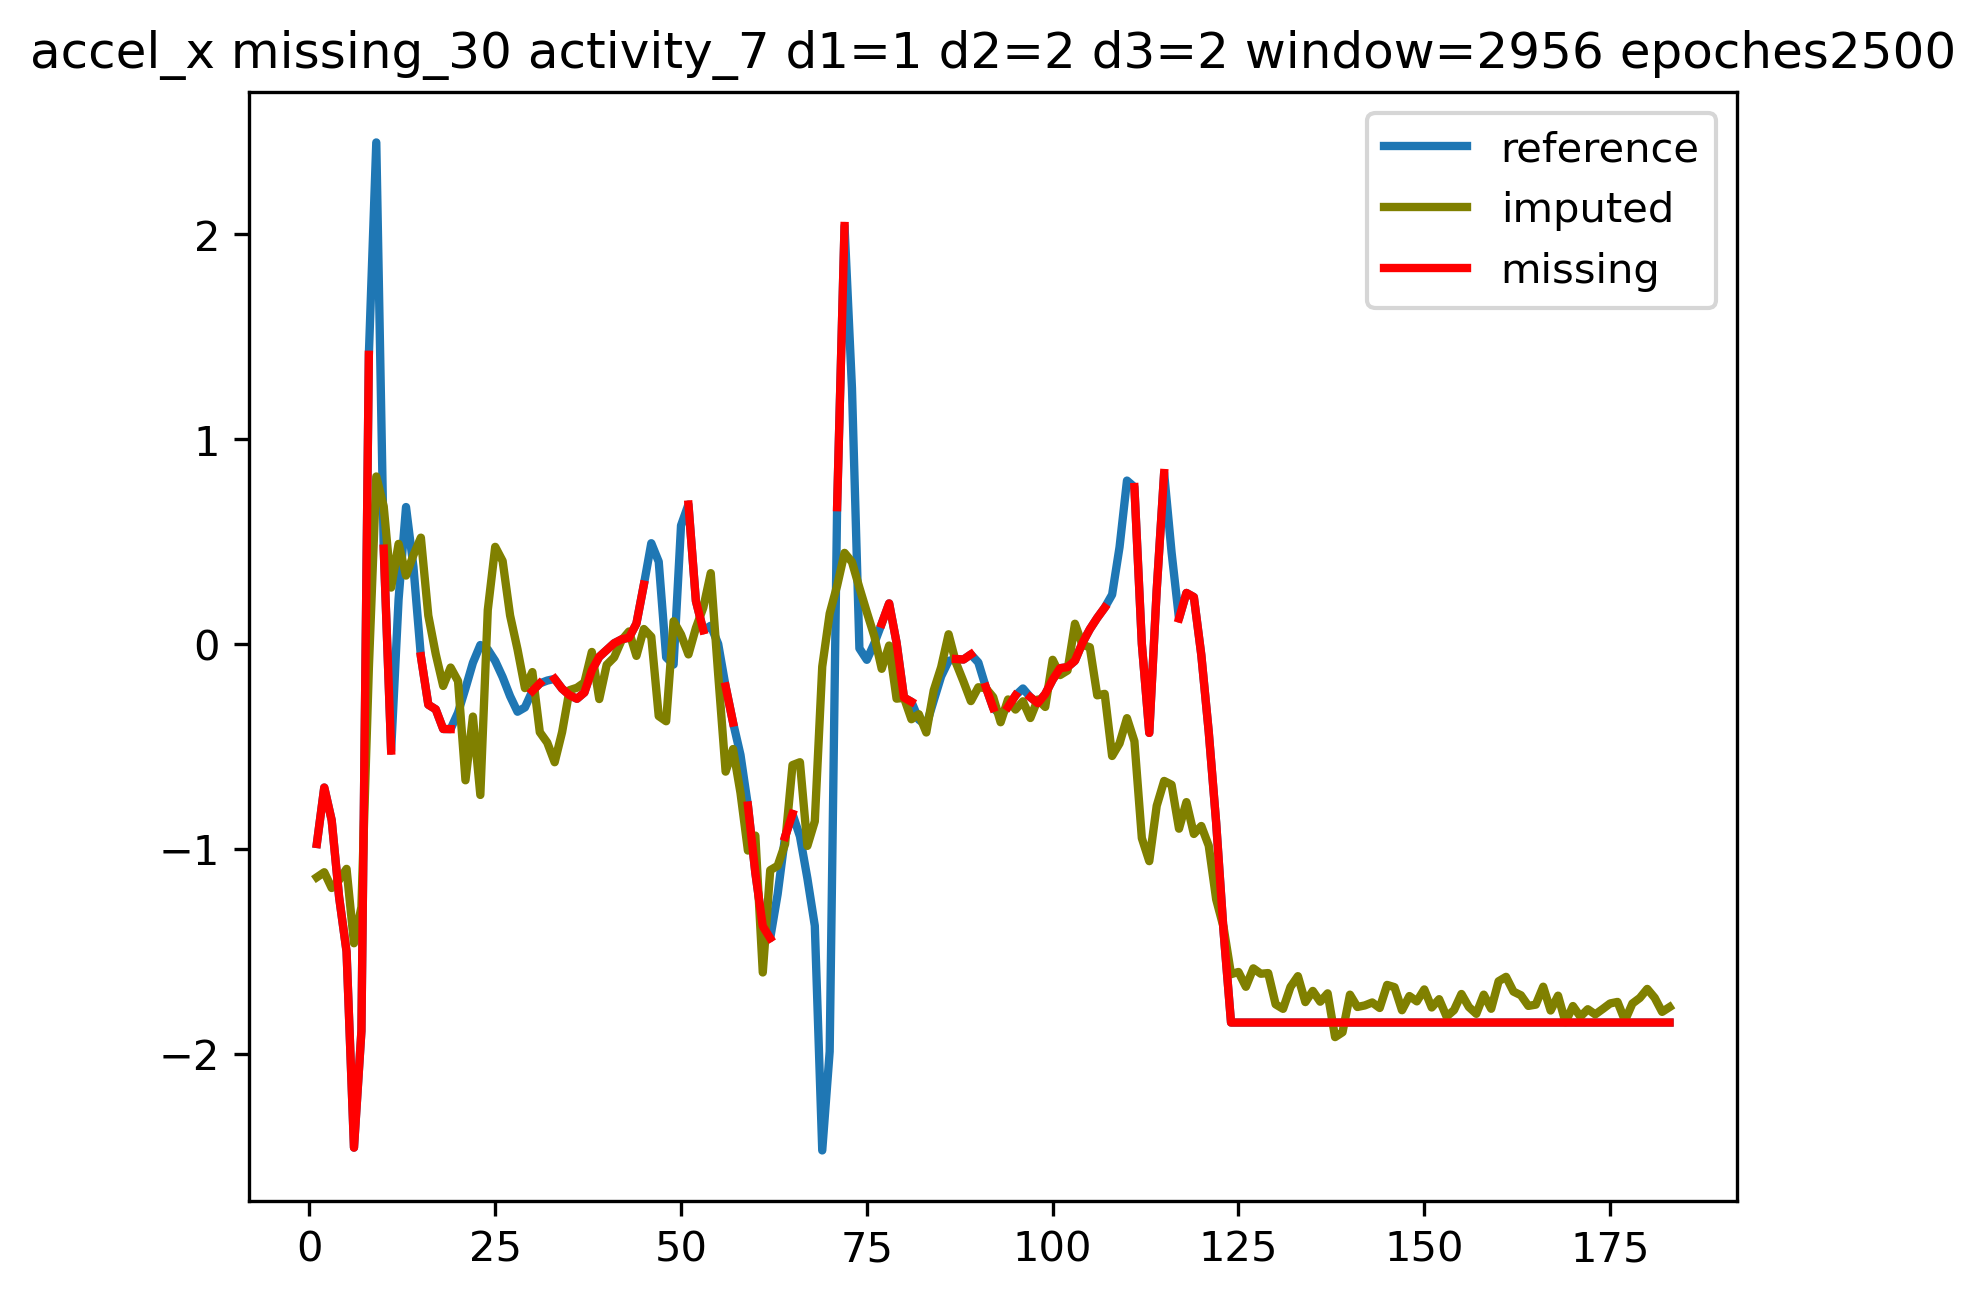 accel_x missing_30 activity_7 d1=1 d2=2 d3=2 window=2956 epoches2500
reference
imputed
missing
2
1
0
−1
−2
0 25 50 75 100 125 150 175